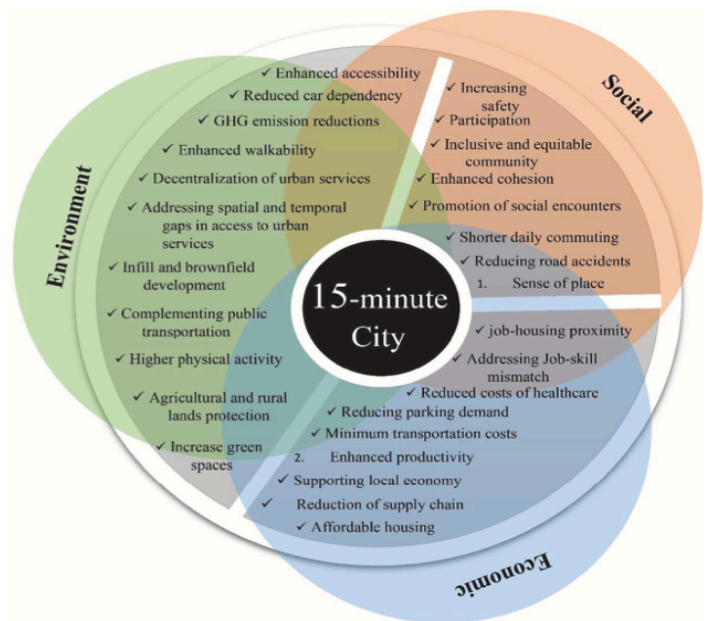 Environment
✓ Enhanced accessibility
✓ Reduced car dependency
✓ GHG emission reductions
✓ Enhanced walkability
✓ Decentralization of urban services
✓ Addressing spatial and temporal
gaps in access to urban
services
✓ Infill and brownfield
development
✓ Complementing public
transportation
✓ Higher physical activity
✓ Agricultural and rural
lands protection
✓ Increase green
spaces
Social
✓ Increasing
safety
✓ Participation
✓ Inclusive and equitable
community
✓ Enhanced cohesion
✓ Promotion of social encounters
✓ Shorter daily commuting
✓ Reducing road accidents
1. Sense of place
15-minute
City
✓ job-housing proximity
✓ Addressing Job-skill
mismatch
✓ Reduced costs of healthcare
✓ Reducing parking demand
✓ Minimum transportation costs
2. Enhanced productivity
✓ Supporting local economy
✓ Reduction of supply chain
✓ Affordable housing
Economic